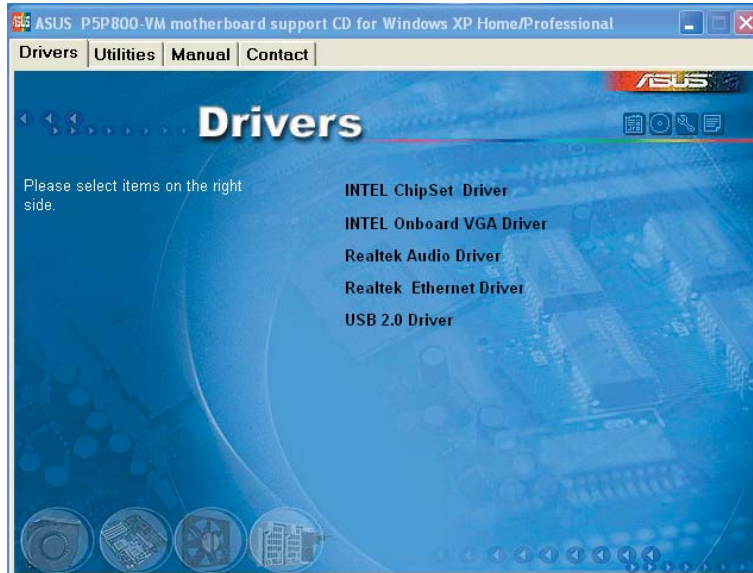 ASUS P5P800-VM motherboard support CD for Windows XP Home/Professional
Drivers Utilities Manual Contact
ASUS
Drivers
Please select items on the right
side.
INTEL ChipSet Driver
INTEL Onboard VGA Driver
Realtek Audio Driver
Realtek Ethernet Driver
USB 2.0 Driver